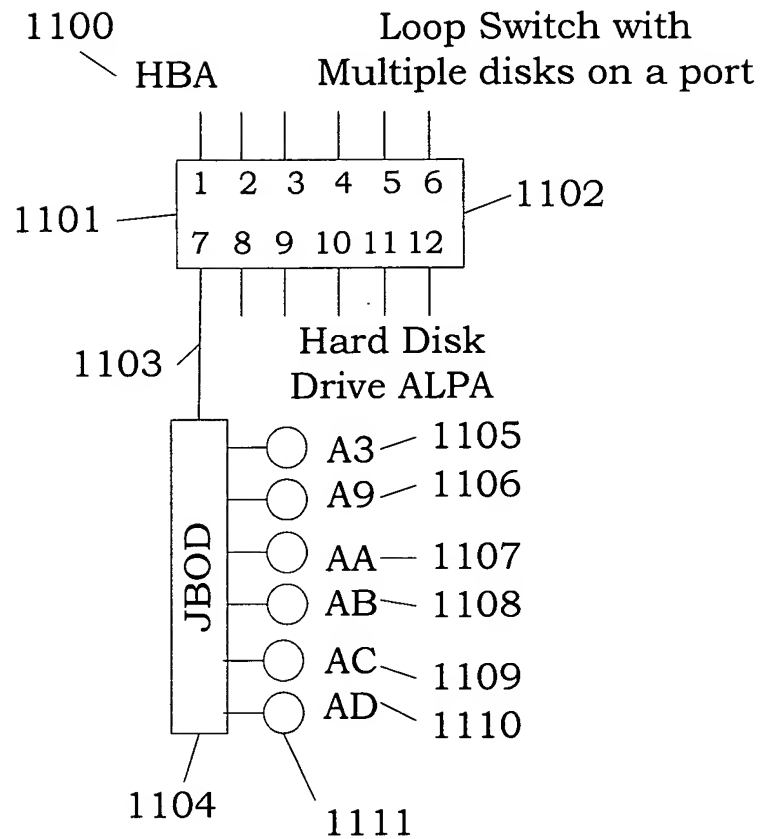 1100
HBA
Loop Switch with
Multiple disks on a port
1 2 3 4 5 6
1101
1102
7 8 9 10 11 12
1103
Hard Disk
Drive ALPA
JBOD
A3 1105
A9 1106
AA 1107
AB 1108
AC 1109
AD 1110
1104
1111